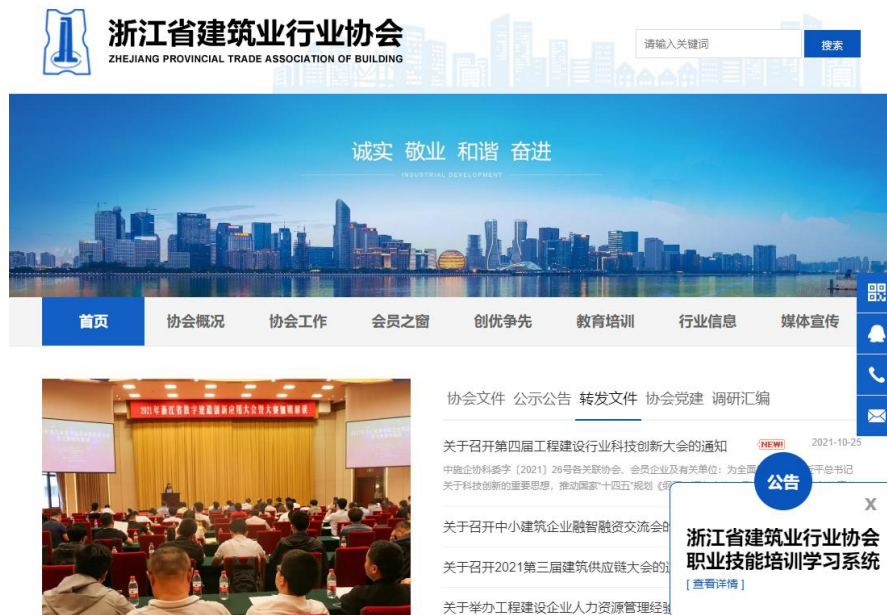 浙江省建筑业行业协会
ZHEJIANG PROVINCIAL TRADE ASSOCIATION OF BUILDING
请输入关键词
搜索
诚实 敬业 和谐 奋进
INDUSTRIAL DEVELOPMENT
首页 协会概况 协会工作 会员之窗 创优争先 教育培训 行业信息 媒体宣传
2021年浙江省数字建造创新应用大会暨大赛
协会文件 公示公告 转发文件 协会党建 调研汇编
关于召开第四届工程建设行业科技创新大会的通知 NEW! 2021-10-25
中施企协科委字〔2021〕26号各关联协会、会员企业及有关单位：为全面
平总书记
关于科技创新的重要思想，推动国家“十四五”规划
关于召开中小建筑企业融智融资交流会的
关于召开2021第三届建筑供应链大会的
关于举办工程建设企业人力资源管理经验
公告
X
浙江省建筑业行业协会
职业技能培训学习系统
[ 查看详情 ]